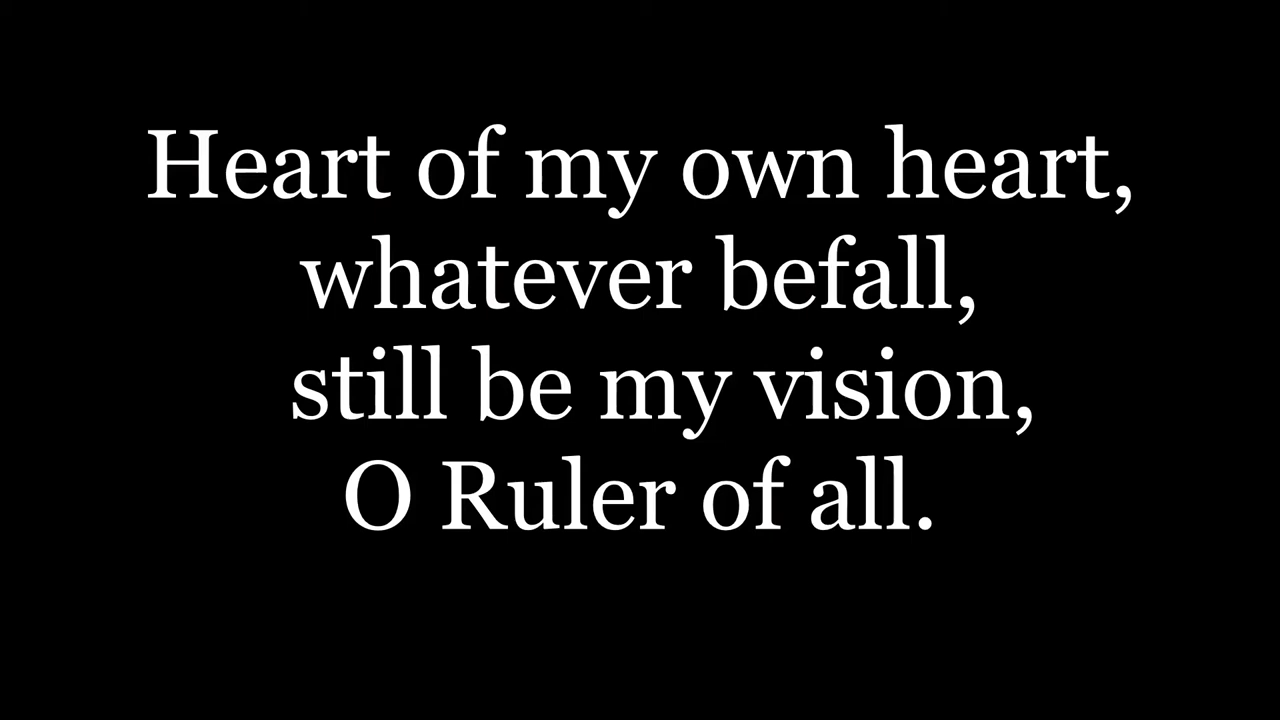 Heart of my own heart,
whatever befall,
still be my vision,
O Ruler of all.